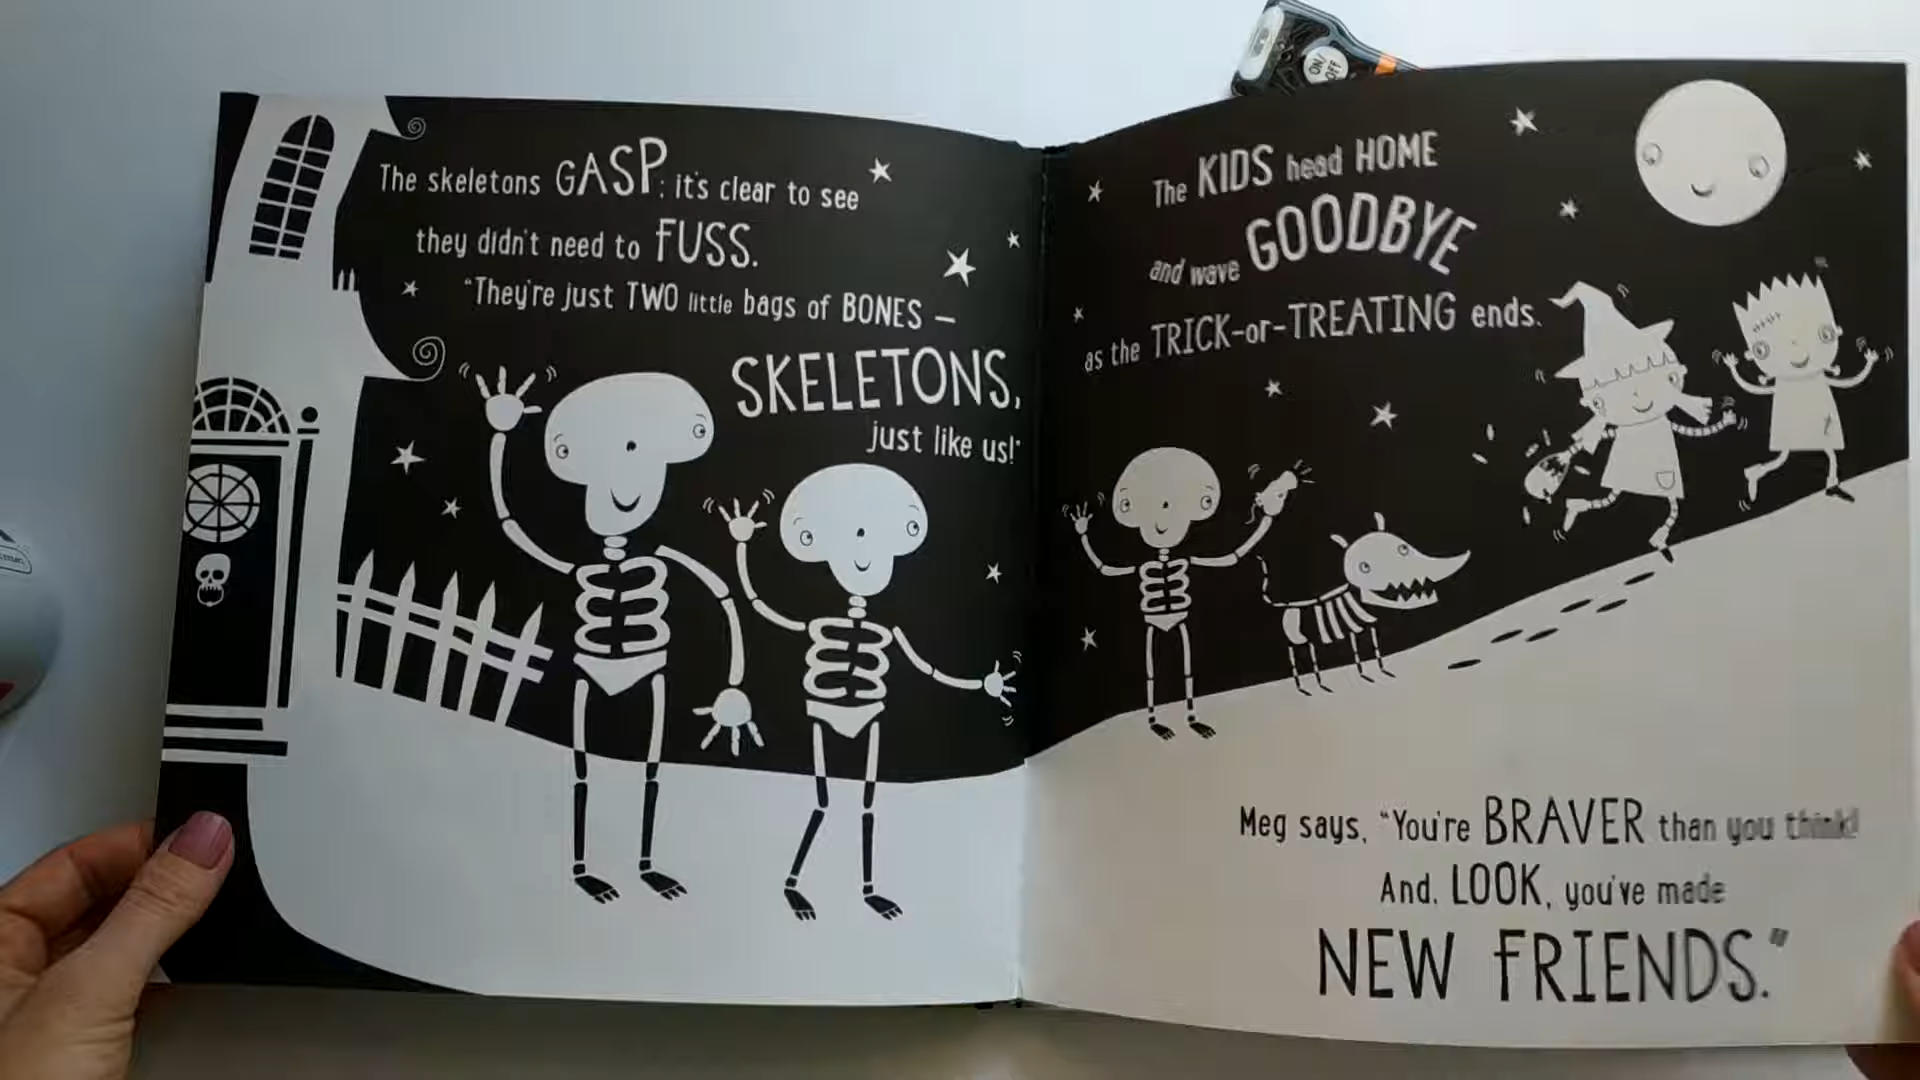 The skeletons GASP; it's clear to see
they didn't need to FUSS.
"They're just TWO little bags of BONES –
SKELETONS,
just like us!"
The KIDS head HOME
and wave GOODBYE
as the TRICK-or-TREATING ends.
Meg says, "You're BRAVER than you think!
And, LOOK, you've made
NEW FRIENDS."
ON/
OFF